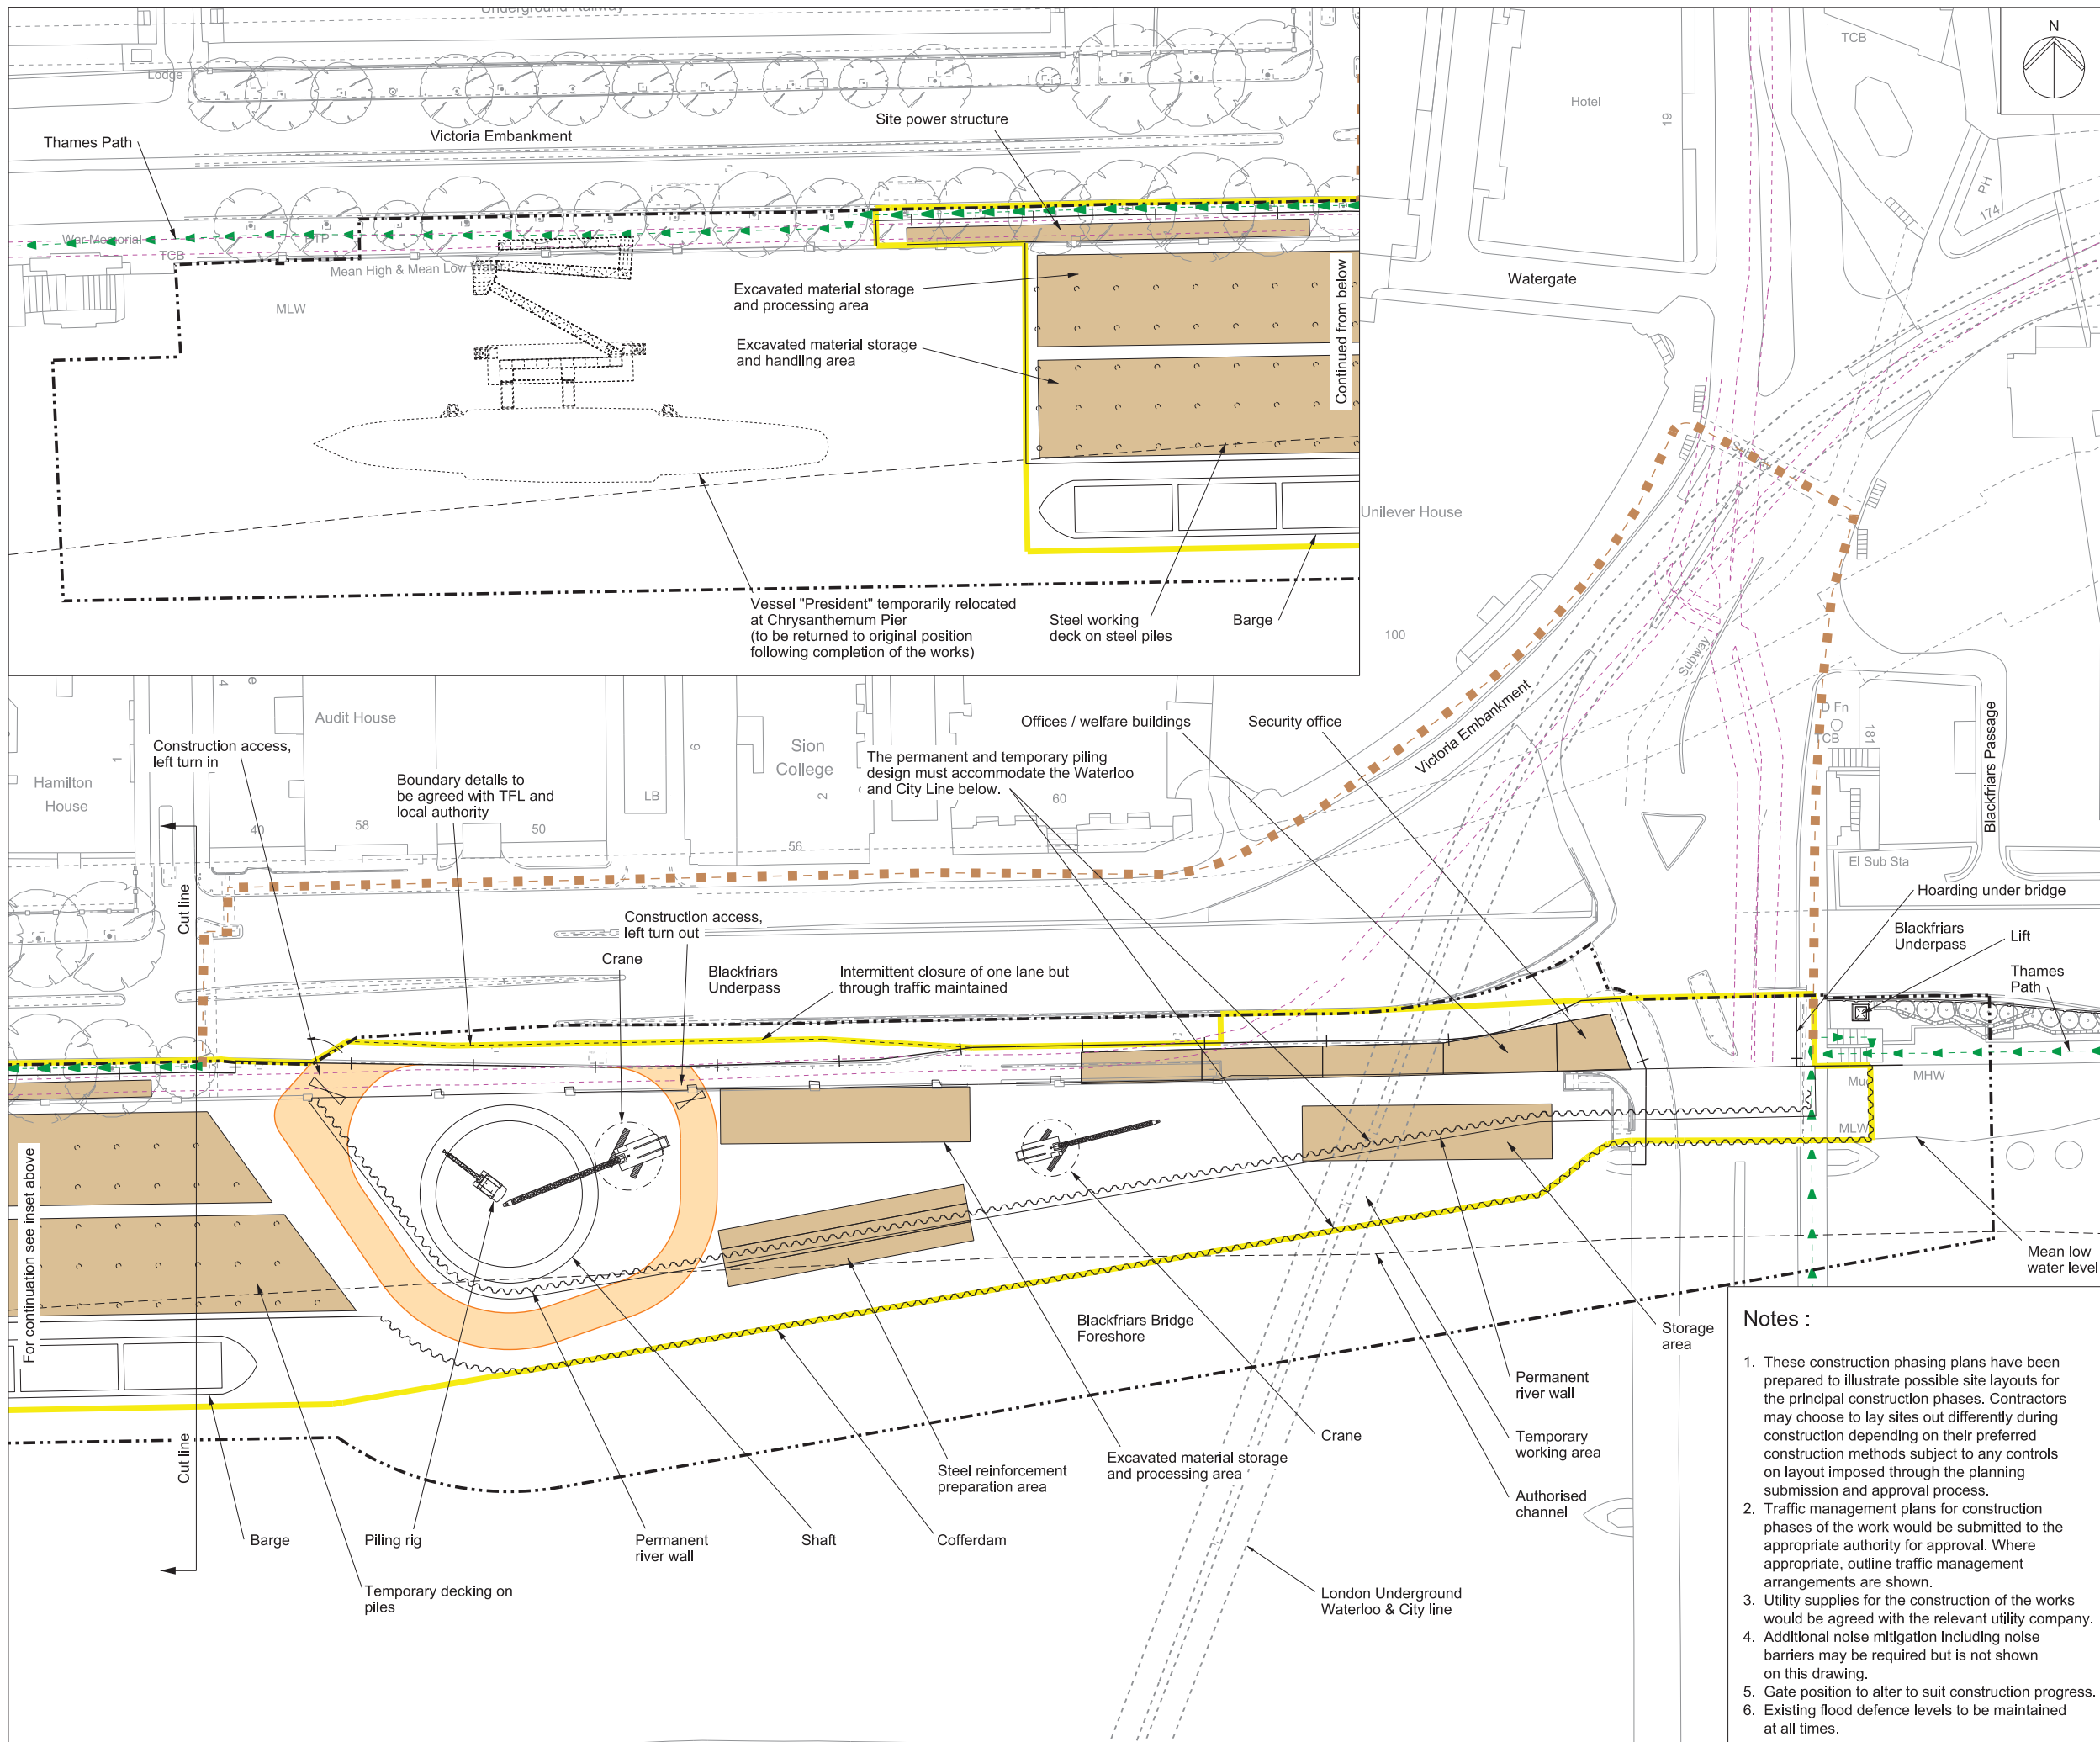 Underground Railway
Lodge
Thames Path
Victoria Embankment
Site power structure
War Memorial
TCB
Mean High & Mean Low
MLW
Excavated material storage
and processing area
Excavated material storage
and handling area
Continued from below
Vessel "President" temporarily relocated
at Chrysanthemum Pier
(to be returned to original position
following completion of the works)
Steel working
deck on steel piles
Barge
N
TCB
Hotel
19
PH
174
Watergate
Unilever House
100
Subway
Subway
Victoria Embankment
D Fn
TCB
181
Blackfriars Passage
El Sub Sta
Hamilton
House
1
4
Audit House
40
58
50
LB
9
Sion
College
2
56
60
Construction access,
left turn in
Boundary details to
be agreed with TFL and
local authority
The permanent and temporary piling
design must accommodate the Waterloo
and City Line below.
Offices / welfare buildings
Security office
Cut line
Construction access,
left turn out
Crane
Blackfriars
Underpass
Intermittent closure of one lane but
through traffic maintained
Hoarding under bridge
Blackfriars
Underpass
Lift
Thames
Path
MHW
MLW
Mean low
water level
For continuation see inset above
Cut line
Barge
Piling rig
Temporary decking on
piles
Permanent
river wall
Shaft
Cofferdam
Steel reinforcement
preparation area
Excavated material storage
and processing area
Blackfriars Bridge
Foreshore
Crane
London Underground
Waterloo & City line
Authorised
channel
Temporary
working area
Permanent
river wall
Storage
area
Notes :
1. These construction phasing plans have been
prepared to illustrate possible site layouts for
the principal construction phases. Contractors
may choose to lay sites out differently during
construction depending on their preferred
construction methods subject to any controls
on layout imposed through the planning
submission and approval process.
2. Traffic management plans for construction
phases of the work would be submitted to the
appropriate authority for approval. Where
appropriate, outline traffic management
arrangements are shown.
3. Utility supplies for the construction of the works
would be agreed with the relevant utility company.
4. Additional noise mitigation including noise
barriers may be required but is not shown
on this drawing.
5. Gate position to alter to suit construction progress.
6. Existing flood defence levels to be maintained
at all times.